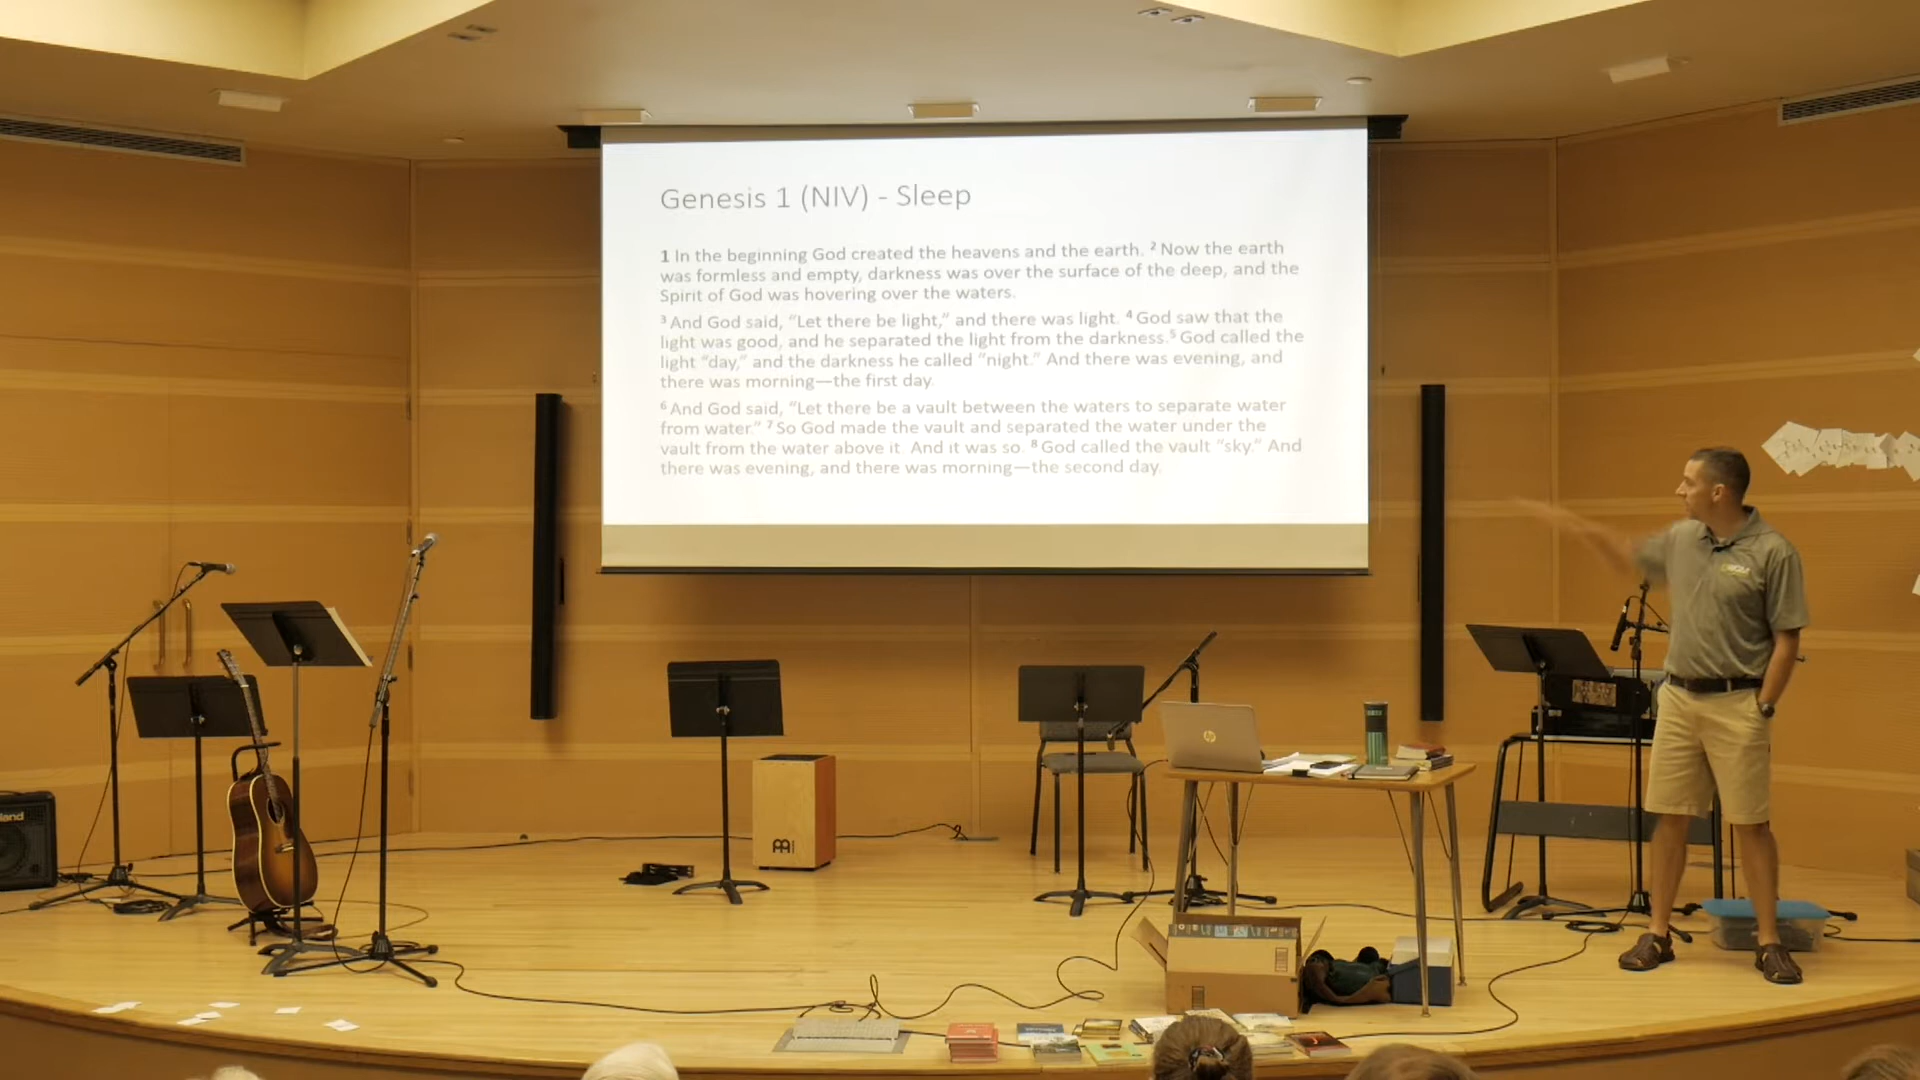 Genesis 1 (NIV) - Sleep
1 In the beginning God created the heavens and the earth. 2 Now the earth
was formless and empty, darkness was over the surface of the deep, and the
Spirit of God was hovering over the waters.
3 And God said, “Let there be light,” and there was light. 4 God saw that the
light was good, and he separated the light from the darkness. 5 God called the
light “day,” and the darkness he called “night.” And there was evening, and
there was morning—the first day.
6 And God said, “Let there be a vault between the waters to separate water
from water.” 7 So God made the vault and separated the water under the
vault from the water above it. And it was so. 8 God called the vault “sky.” And
there was evening, and there was morning—the second day.
hp
land